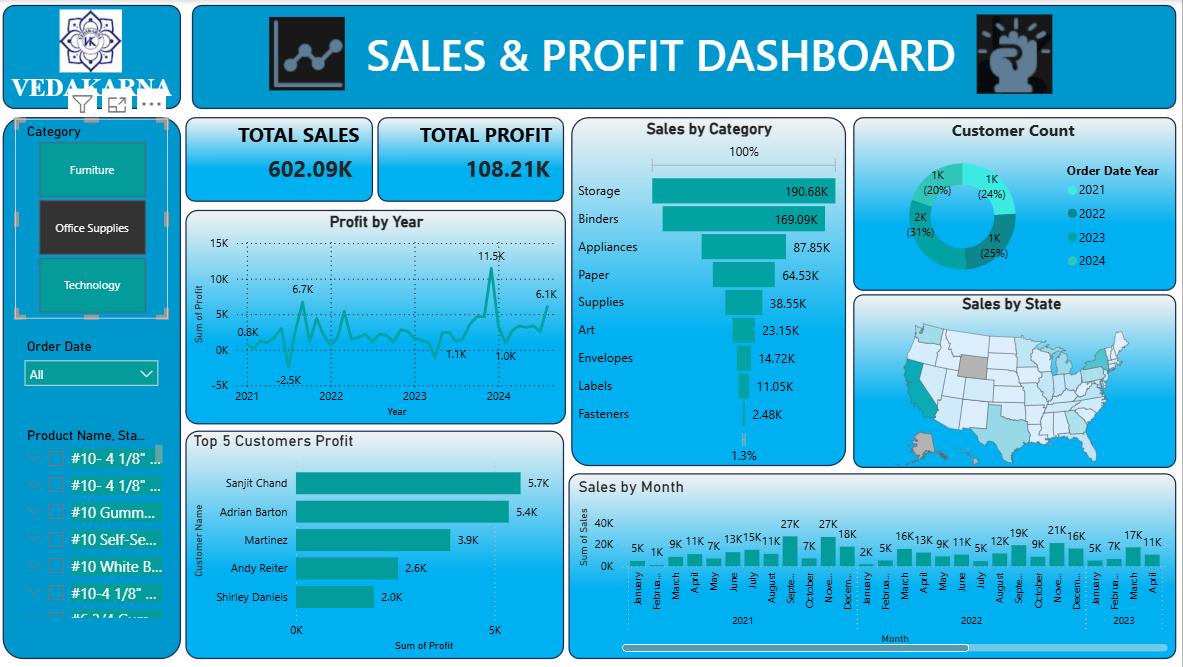 VEDAKARNA
SALES & PROFIT DASHBOARD
Category
Furniture
Office Supplies
Technology
Order Date
All
Product Name, Sta...
#10- 4 1/8" ...
#10- 4 1/8" ...
#10 Gumm...
#10 Self-Se...
#10 White B...
#10-4 1/8" ...
TOTAL SALES
602.09K
TOTAL PROFIT
108.21K
Profit by Year
Sum of Profit
15K
10K
5K
0K
-5K
0.8K
-2.5K
6.7K
1.1K
11.5K
1.0K
6.1K
2021
2022
2023
2024
Year
Top 5 Customers Profit
Customer Name
Sanjit Chand
5.7K
Adrian Barton
5.4K
Martinez
3.9K
Andy Reiter
2.6K
Shirley Daniels
2.0K
0K
5K
Sum of Profit
Sales by Category
100%
Storage
190.68K
Binders
169.09K
Appliances
87.85K
Paper
64.53K
Supplies
38.55K
Art
23.15K
Envelopes
14.72K
Labels
11.05K
Fasteners
2.48K
1.3%
Customer Count
1K
(20%)
1K
(24%)
2K
(31%)
1K
(25%)
Order Date Year
2021
2022
2023
2024
Sales by State
Sales by Month
Sum of Sales
40K
20K
0K
5K 1K 9K 11K 7K 13K 15K 11K 27K 7K 27K 18K 2K 5K 16K 13K 9K 11K 5K 12K 19K 9K 21K 16K 5K 7K 17K 11K
January Februa... March April May June July August Septe... October Nove... Decem... January Februa... March April May June July August Septe... October Nove... Decem... January Februa... March April
2021
2022
2023
Month